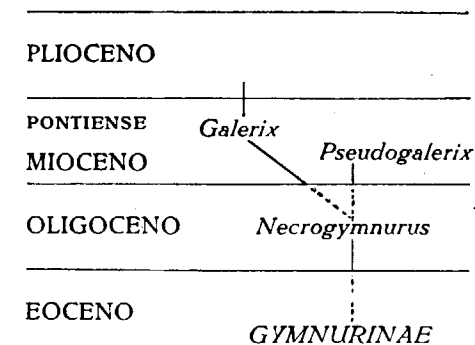 PLIOCENO
PONTIENSE
Galerix
Pseudogalerix
MIOCENO
OLIGOCENO
Necrogymnurus
EOCENO
GYMNURINAE